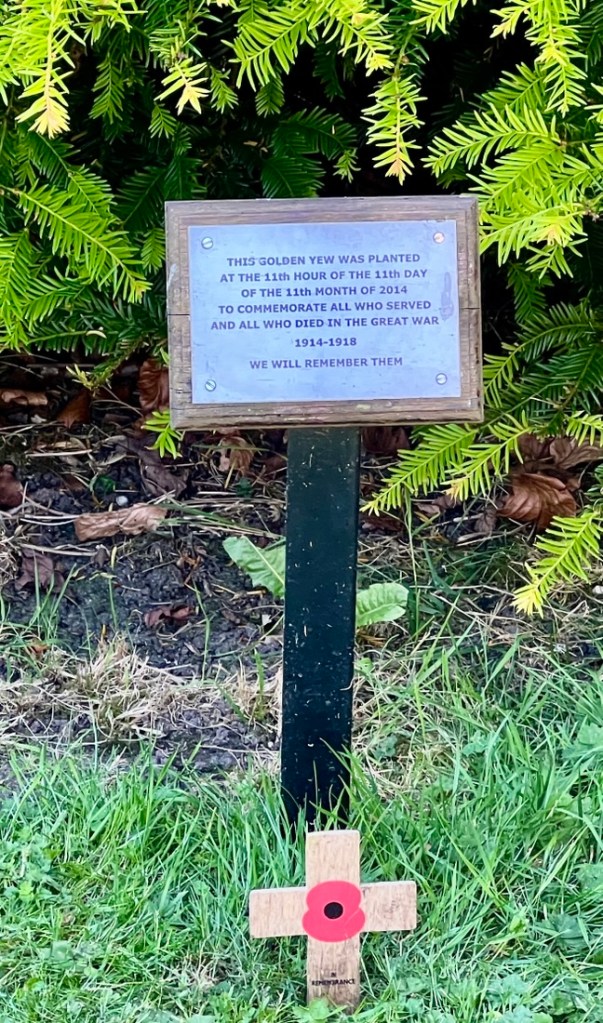 THIS GOLDEN YEW WAS PLANTED
AT THE 11th HOUR OF THE 11th DAY
OF THE 11th MONTH OF 2014
TO COMMEMORATE ALL WHO SERVED
AND ALL WHO DIED IN THE GREAT WAR
1914-1918
WE WILL REMEMBER THEM
IN
REMEMBRANCE